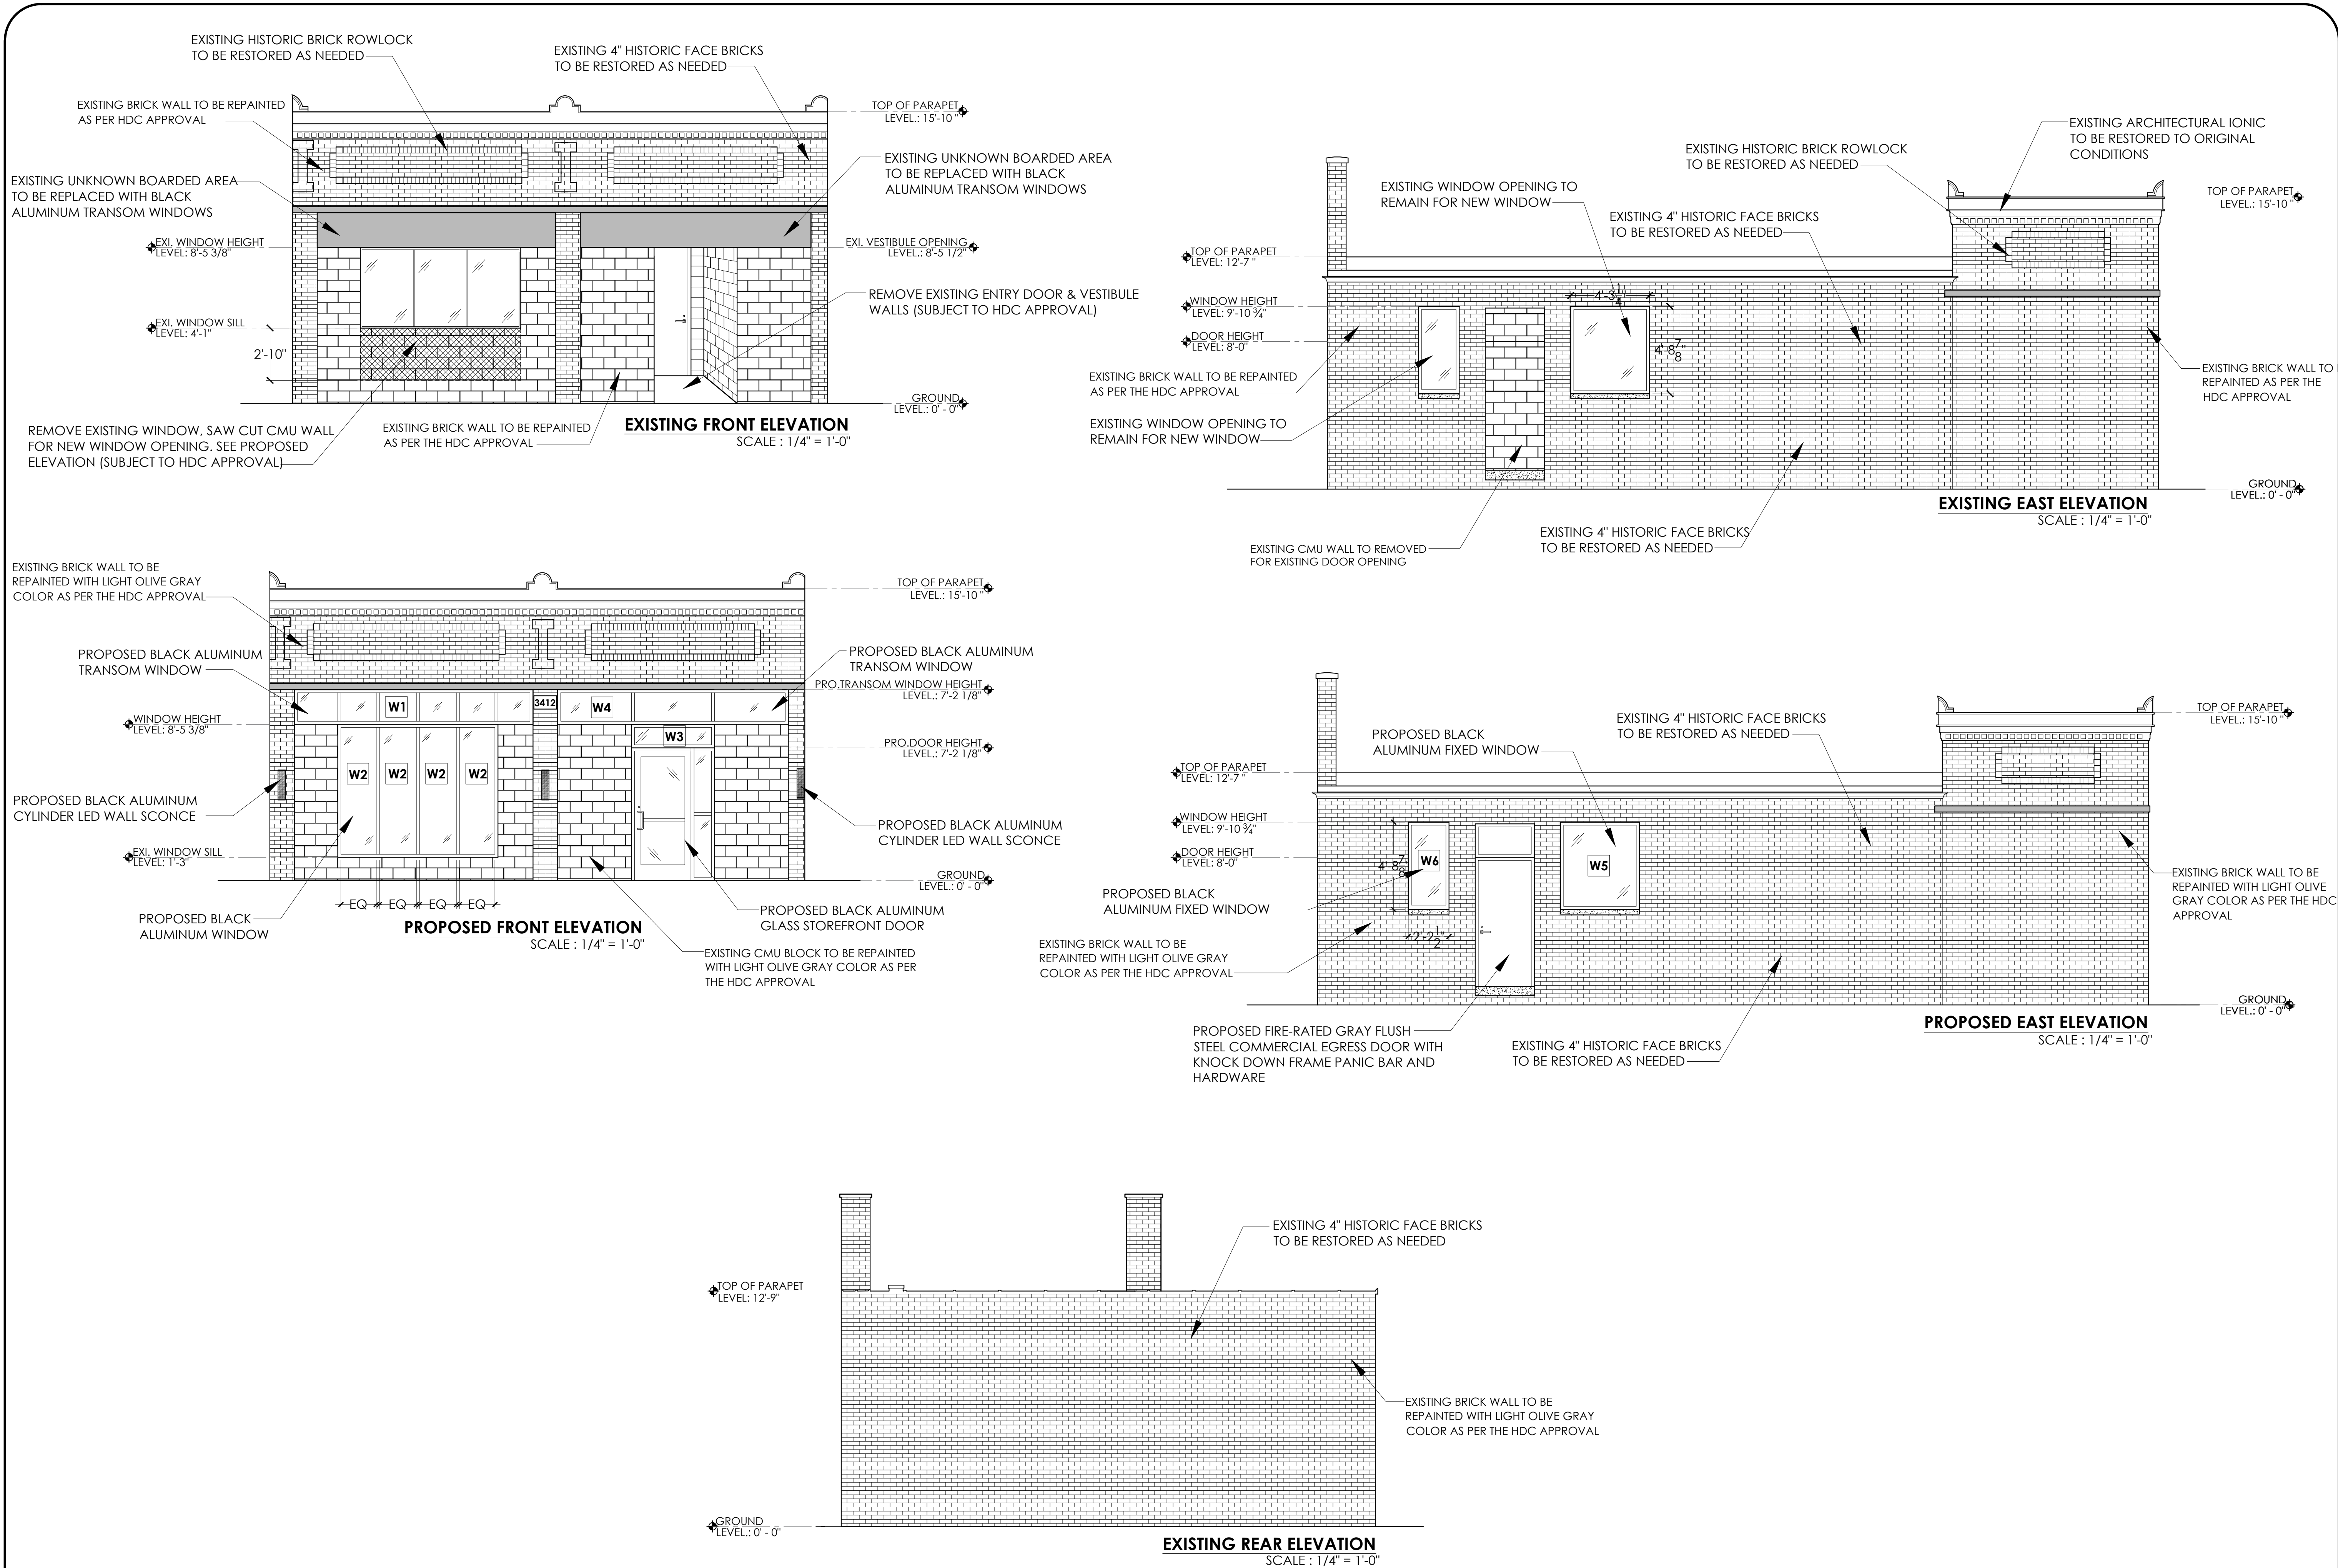 EXISTING HISTORIC BRICK ROWLOCK
TO BE RESTORED AS NEEDED
EXISTING 4" HISTORIC FACE BRICKS
TO BE RESTORED AS NEEDED
EXISTING BRICK WALL TO BE REPAINTED
AS PER HDC APPROVAL
TOP OF PARAPET
LEVEL.: 15'-10 "
EXISTING UNKNOWN BOARDED AREA
TO BE REPLACED WITH BLACK
ALUMINUM TRANSOM WINDOWS
EXISTING UNKNOWN BOARDED AREA
TO BE REPLACED WITH BLACK
ALUMINUM TRANSOM WINDOWS
EXI. WINDOW HEIGHT
LEVEL: 8'-5 3/8"
EXI. VESTIBULE OPENING
LEVEL.: 8'-5 1/2"
REMOVE EXISTING ENTRY DOOR & VESTIBULE
WALLS (SUBJECT TO HDC APPROVAL)
EXI. WINDOW SILL
LEVEL: 4'-1"
2'-10"
GROUND
LEVEL.: 0' - 0"
REMOVE EXISTING WINDOW, SAW CUT CMU WALL
FOR NEW WINDOW OPENING. SEE PROPOSED
ELEVATION (SUBJECT TO HDC APPROVAL)
EXISTING BRICK WALL TO BE REPAINTED
AS PER THE HDC APPROVAL
EXISTING FRONT ELEVATION
SCALE : 1/4" = 1'-0"
EXISTING ARCHITECTURAL IONIC
TO BE RESTORED TO ORIGINAL
CONDITIONS
EXISTING HISTORIC BRICK ROWLOCK
TO BE RESTORED AS NEEDED
EXISTING WINDOW OPENING TO
REMAIN FOR NEW WINDOW
EXISTING 4" HISTORIC FACE BRICKS
TO BE RESTORED AS NEEDED
TOP OF PARAPET
LEVEL.: 15'-10 "
TOP OF PARAPET
LEVEL: 12'-7 "
WINDOW HEIGHT
LEVEL: 9'-10 ¾"
DOOR HEIGHT
LEVEL: 8'-0"
4'-3 1/4"
4'-8 7/8"
EXISTING BRICK WALL TO BE REPAINTED
AS PER THE HDC APPROVAL
EXISTING WINDOW OPENING TO
REMAIN FOR NEW WINDOW
EXISTING BRICK WALL TO
REPAINTED AS PER THE
HDC APPROVAL
GROUND
LEVEL.: 0' - 0"
EXISTING EAST ELEVATION
SCALE : 1/4" = 1'-0"
EXISTING CMU WALL TO REMOVED
FOR EXISTING DOOR OPENING
EXISTING 4" HISTORIC FACE BRICKS
TO BE RESTORED AS NEEDED
EXISTING BRICK WALL TO BE
REPAINTED WITH LIGHT OLIVE GRAY
COLOR AS PER THE HDC APPROVAL
TOP OF PARAPET
LEVEL.: 15'-10 "
PROPOSED BLACK ALUMINUM
TRANSOM WINDOW
PROPOSED BLACK ALUMINUM
TRANSOM WINDOW
PRO.TRANSOM WINDOW HEIGHT
LEVEL.: 7'-2 1/8"
W1
3412
W4
WINDOW HEIGHT
LEVEL: 8'-5 3/8"
W3
PRO.DOOR HEIGHT
LEVEL.: 7'-2 1/8"
W2
W2
W2
W2
PROPOSED BLACK ALUMINUM
CYLINDER LED WALL SCONCE
PROPOSED BLACK ALUMINUM
CYLINDER LED WALL SCONCE
EXI. WINDOW SILL
LEVEL: 1'-3"
GROUND
LEVEL.: 0' - 0"
EQ
EQ
EQ
EQ
PROPOSED BLACK
ALUMINUM WINDOW
PROPOSED BLACK ALUMINUM
GLASS STOREFRONT DOOR
PROPOSED FRONT ELEVATION
SCALE : 1/4" = 1'-0"
EXISTING CMU BLOCK TO BE REPAINTED
WITH LIGHT OLIVE GRAY COLOR AS PER
THE HDC APPROVAL
PROPOSED BLACK
ALUMINUM FIXED WINDOW
EXISTING 4" HISTORIC FACE BRICKS
TO BE RESTORED AS NEEDED
TOP OF PARAPET
LEVEL.: 15'-10 "
TOP OF PARAPET
LEVEL: 12'-7 "
WINDOW HEIGHT
LEVEL: 9'-10 ¾"
DOOR HEIGHT
LEVEL: 8'-0"
4'-8 7/8"
W6
W5
2'-2 1/2"
PROPOSED BLACK
ALUMINUM FIXED WINDOW
EXISTING BRICK WALL TO BE
REPAINTED WITH LIGHT OLIVE GRAY
COLOR AS PER THE HDC APPROVAL
EXISTING BRICK WALL TO BE
REPAINTED WITH LIGHT OLIVE
GRAY COLOR AS PER THE HDC
APPROVAL
GROUND
LEVEL.: 0' - 0"
PROPOSED EAST ELEVATION
SCALE : 1/4" = 1'-0"
PROPOSED FIRE-RATED GRAY FLUSH
STEEL COMMERCIAL EGRESS DOOR WITH
KNOCK DOWN FRAME PANIC BAR AND
HARDWARE
EXISTING 4" HISTORIC FACE BRICKS
TO BE RESTORED AS NEEDED
EXISTING 4" HISTORIC FACE BRICKS
TO BE RESTORED AS NEEDED
TOP OF PARAPET
LEVEL: 12'-9"
EXISTING BRICK WALL TO BE
REPAINTED WITH LIGHT OLIVE GRAY
COLOR AS PER THE HDC APPROVAL
GROUND
LEVEL.: 0' - 0"
EXISTING REAR ELEVATION
SCALE : 1/4" = 1'-0"